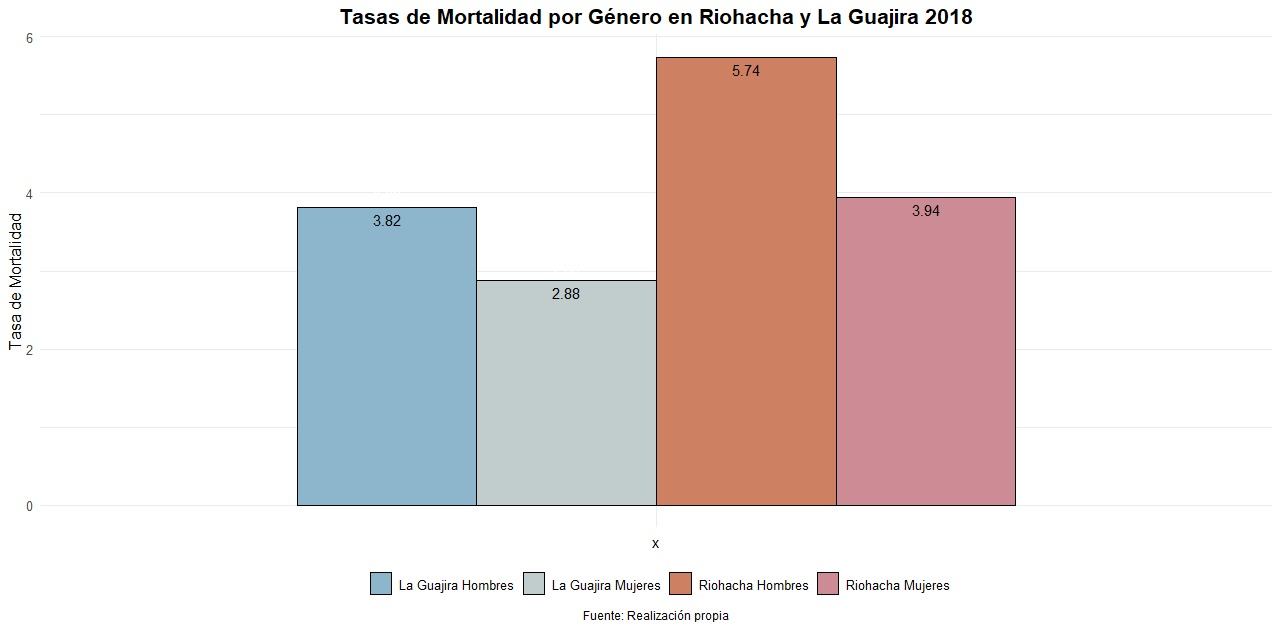 Tasas de Mortalidad por Género en Riohacha y La Guajira 2018
Tasa de Mortalidad
6
4
2
0
3.82
2.88
5.74
3.94
x
La Guajira Hombres
La Guajira Mujeres
Riohacha Hombres
Riohacha Mujeres
Fuente: Realización propia